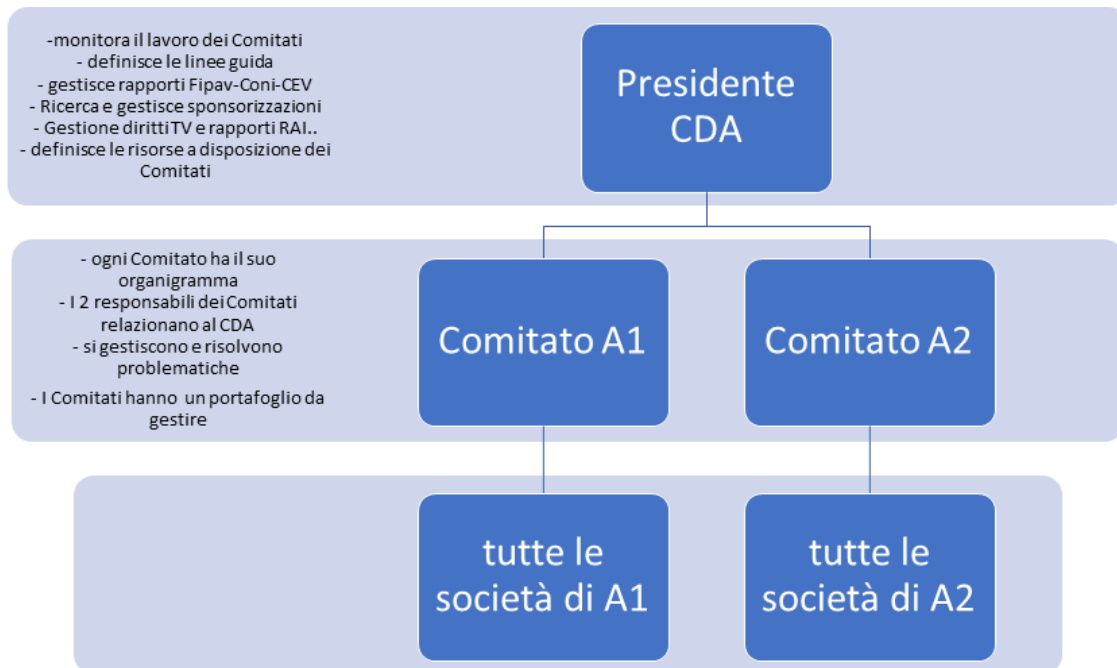 -monitora il lavoro dei Comitati
- definisce le linee guida
- gestisce rapporti Fipav-Coni-CEV
- Ricerca e gestisce sponsorizzazioni
- Gestione diritti TV e rapporti RAI..
- definisce le risorse a disposizione dei
Comitati
Presidente
CDA
- ogni Comitato ha il suo
organigramma
- I 2 responsabili dei Comitati
relazionano al CDA
- si gestiscono e risolvono
problematiche
- I Comitati hanno un portafoglio da
gestire
Comitato A1
Comitato A2
tutte le
società di A1
tutte le
società di A2